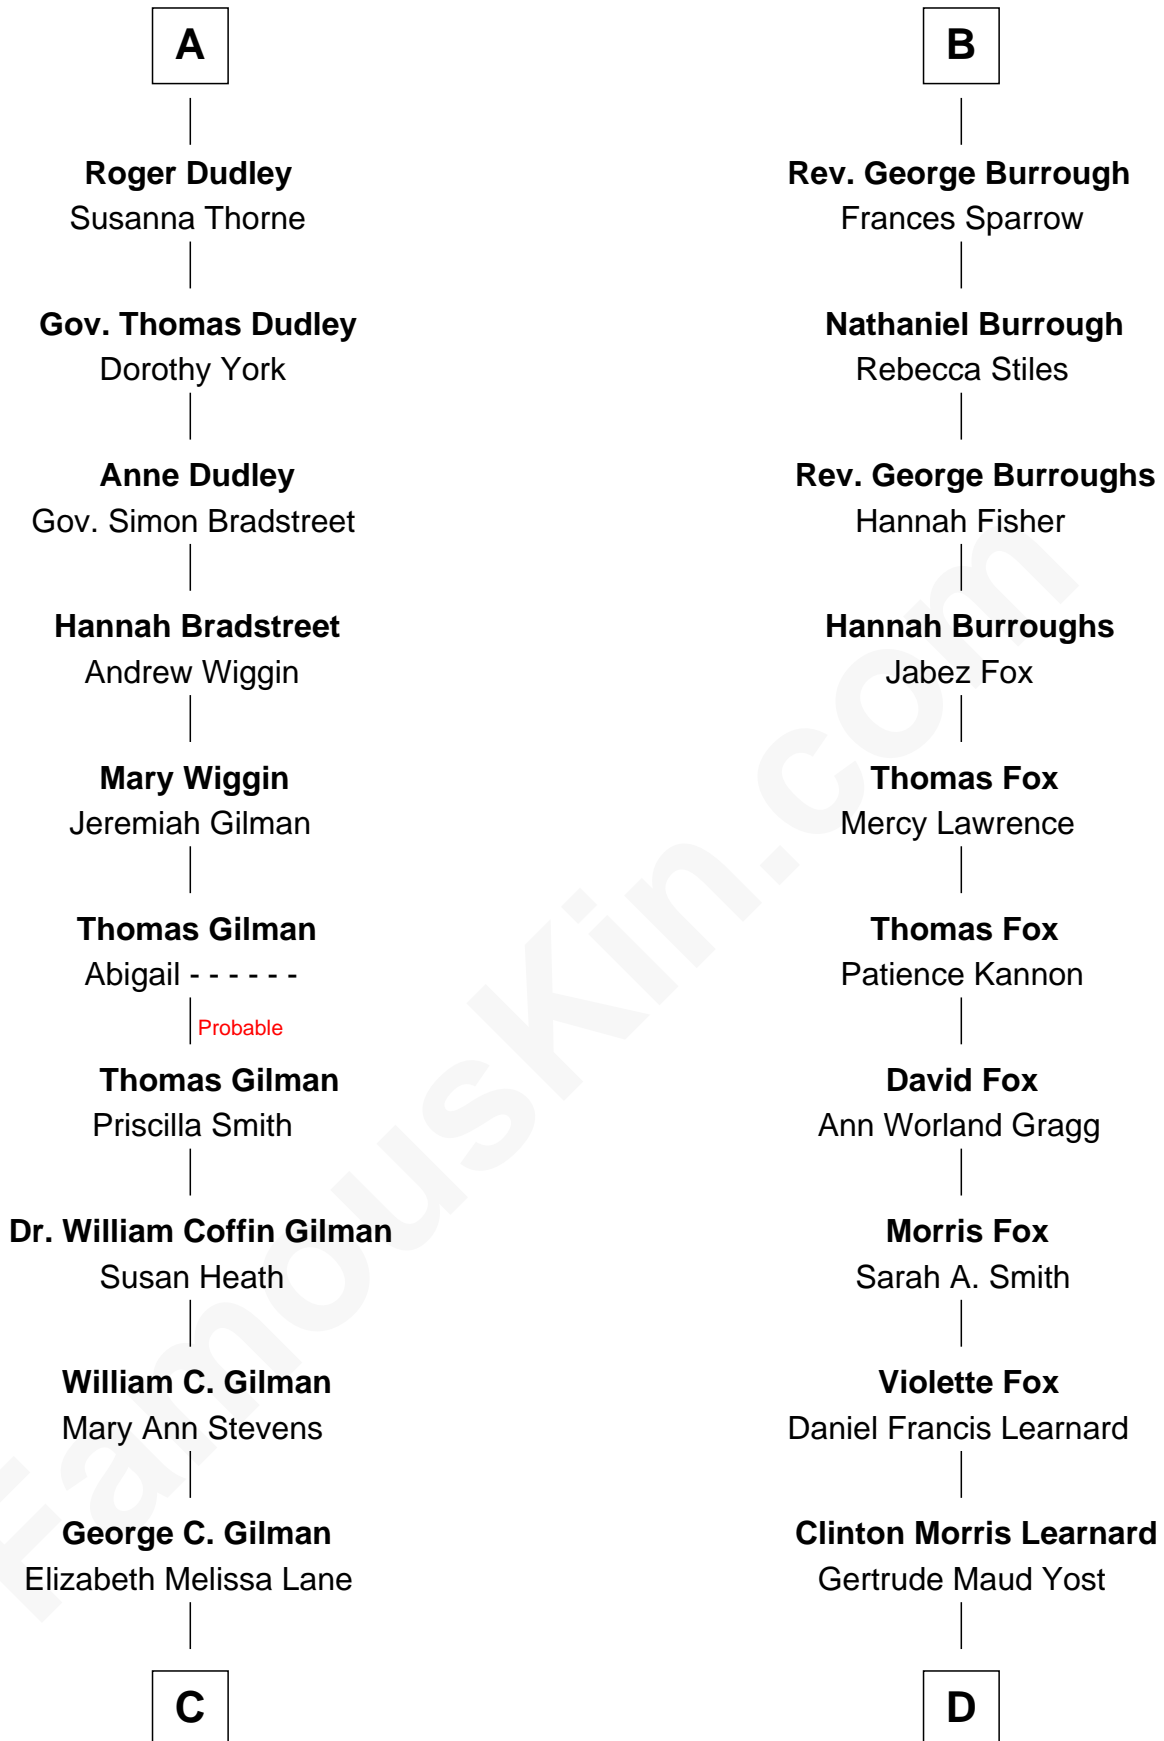 A
Roger Dudley
Susanna Thorne
Gov. Thomas Dudley
Dorothy York
Anne Dudley
Gov. Simon Bradstreet
Hannah Bradstreet
Andrew Wiggin
Mary Wiggin
Jeremiah Gilman
Thomas Gilman
Abigail - - - - - -
Probable
Thomas Gilman
Priscilla Smith
Dr. William Coffin Gilman
Susan Heath
William C. Gilman
Mary Ann Stevens
George C. Gilman
Elizabeth Melissa Lane
C
B
Rev. George Burrough
Frances Sparrow
Nathaniel Burrough
Rebecca Stiles
Rev. George Burroughs
Hannah Fisher
Hannah Burroughs
Jabez Fox
Thomas Fox
Mercy Lawrence
Thomas Fox
Patience Kannon
David Fox
Ann Worland Gragg
Morris Fox
Sarah A. Smith
Violette Fox
Daniel Francis Learnard
Clinton Morris Learnard
Gertrude Maud Yost
D
FamousKin.com